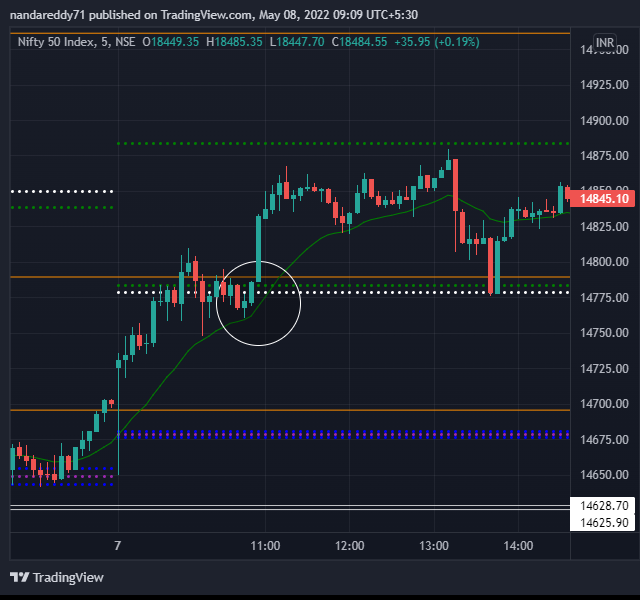 nandareddy71 published on TradingView.com, May 08, 2022 09:09 UTC+5:30
Nifty 50 Index, 5, NSE O18449.35 H18485.35 L18447.70 C18484.55 +35.95 (+0.19%)
INR
14925.00
14900.00
14875.00
14845.10
14825.00
14800.00
14775.00
14750.00
14725.00
14700.00
14675.00
14650.00
14628.70
14625.90
7 11:00 12:00 13:00 14:00
TradingView